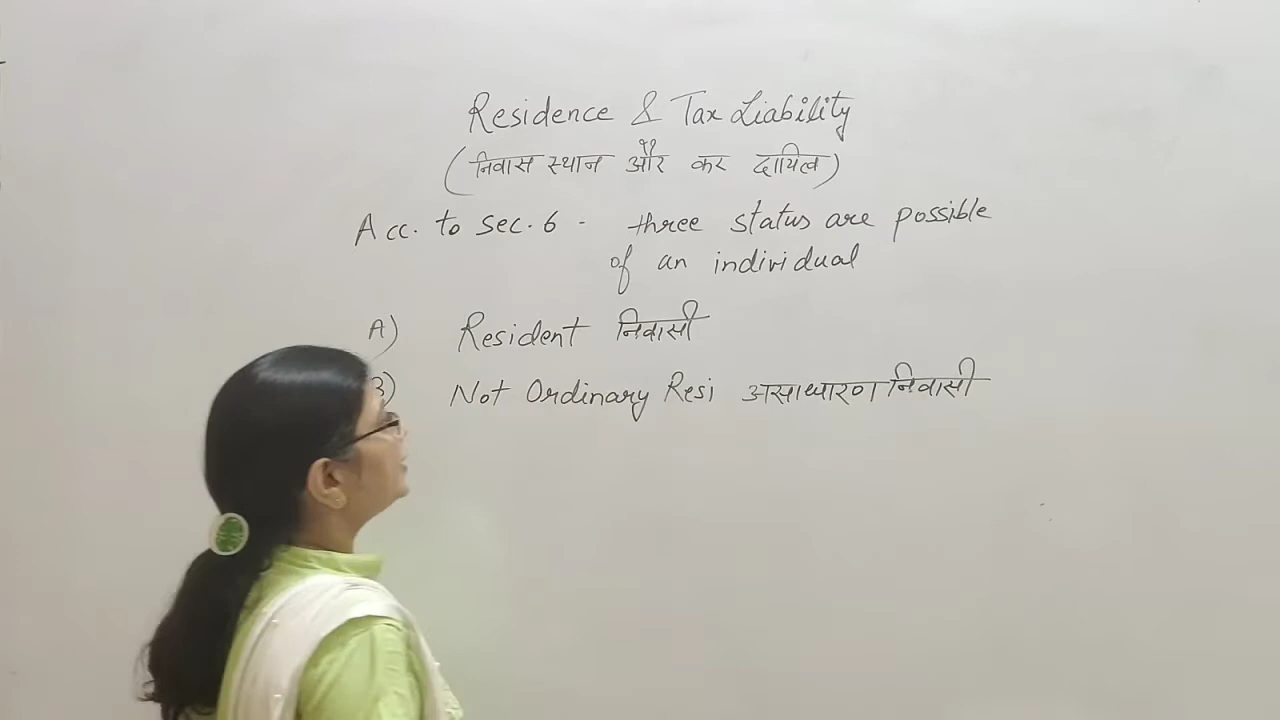 Residence & Tax Liability
(निवास स्थान और कर दायित्व)
Acc. to sec. 6 - three status are possible
of an individual
A) Resident निवासी
B) Not Ordinary Resi असाधारण निवासी